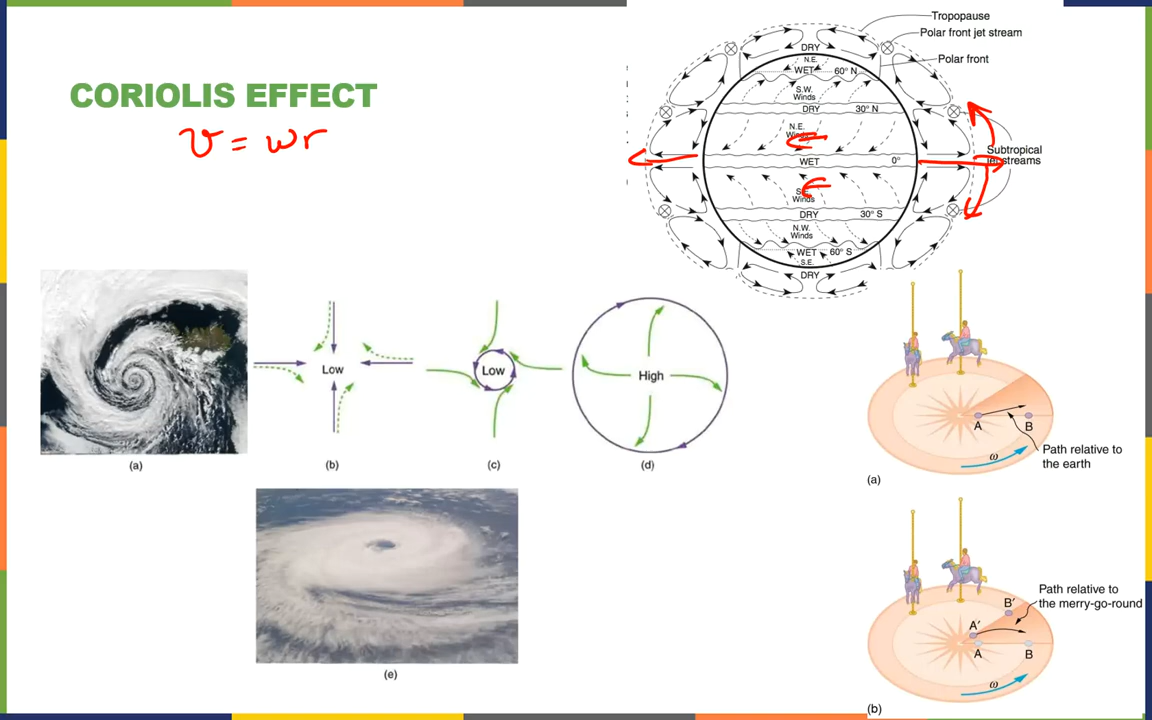 CORIOLIS EFFECT
v = ωr
Tropopause
Polar front jet stream
Polar front
DRY
N.E.
WET 60° N
S.W.
Winds
DRY 30° N
N.E.
Winds
WET 0°
Subtropical
jet streams
S.E.
Winds
DRY 30° S
N.W.
Winds
WET 60° S
S.E.
DRY
Low
Low
High
(a)
(b)
(c)
(d)
(e)
A
B
Path relative to
the earth
ω
(a)
B'
Path relative to
the merry-go-round
A'
A
B
ω
(b)